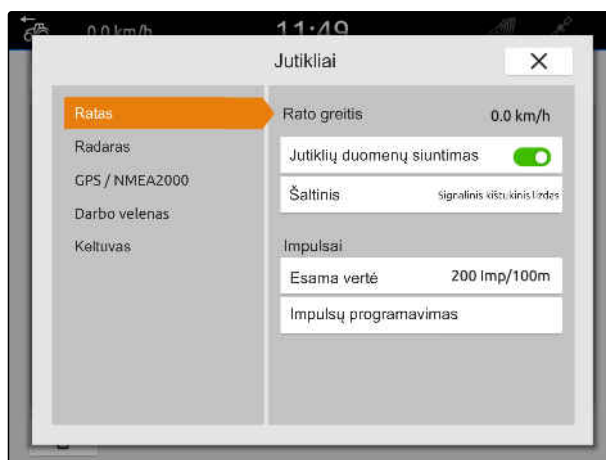 0.0 km/h
11:49
Jutikliai
Ratas
Radaras
GPS / NMEA2000
Darbo velenas
Keltuvas
Rato greitis 0.0 km/h
Jutiklių duomenų siuntimas
Šaltinis Signalinis kištukinis lizdas
Impulsai
Esama vertė 200 Imp/100m
Impulsų programavimas